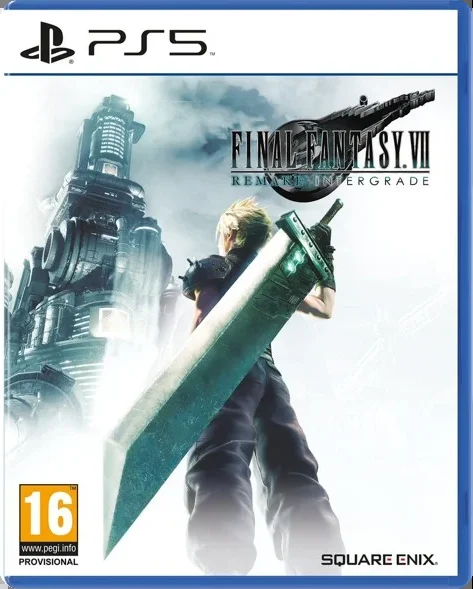 PS5
FINAL FANTASY.VII
REMAKE INTERGRADE
16
www.pegi.info
PROVISIONAL
SQUARE ENIX.